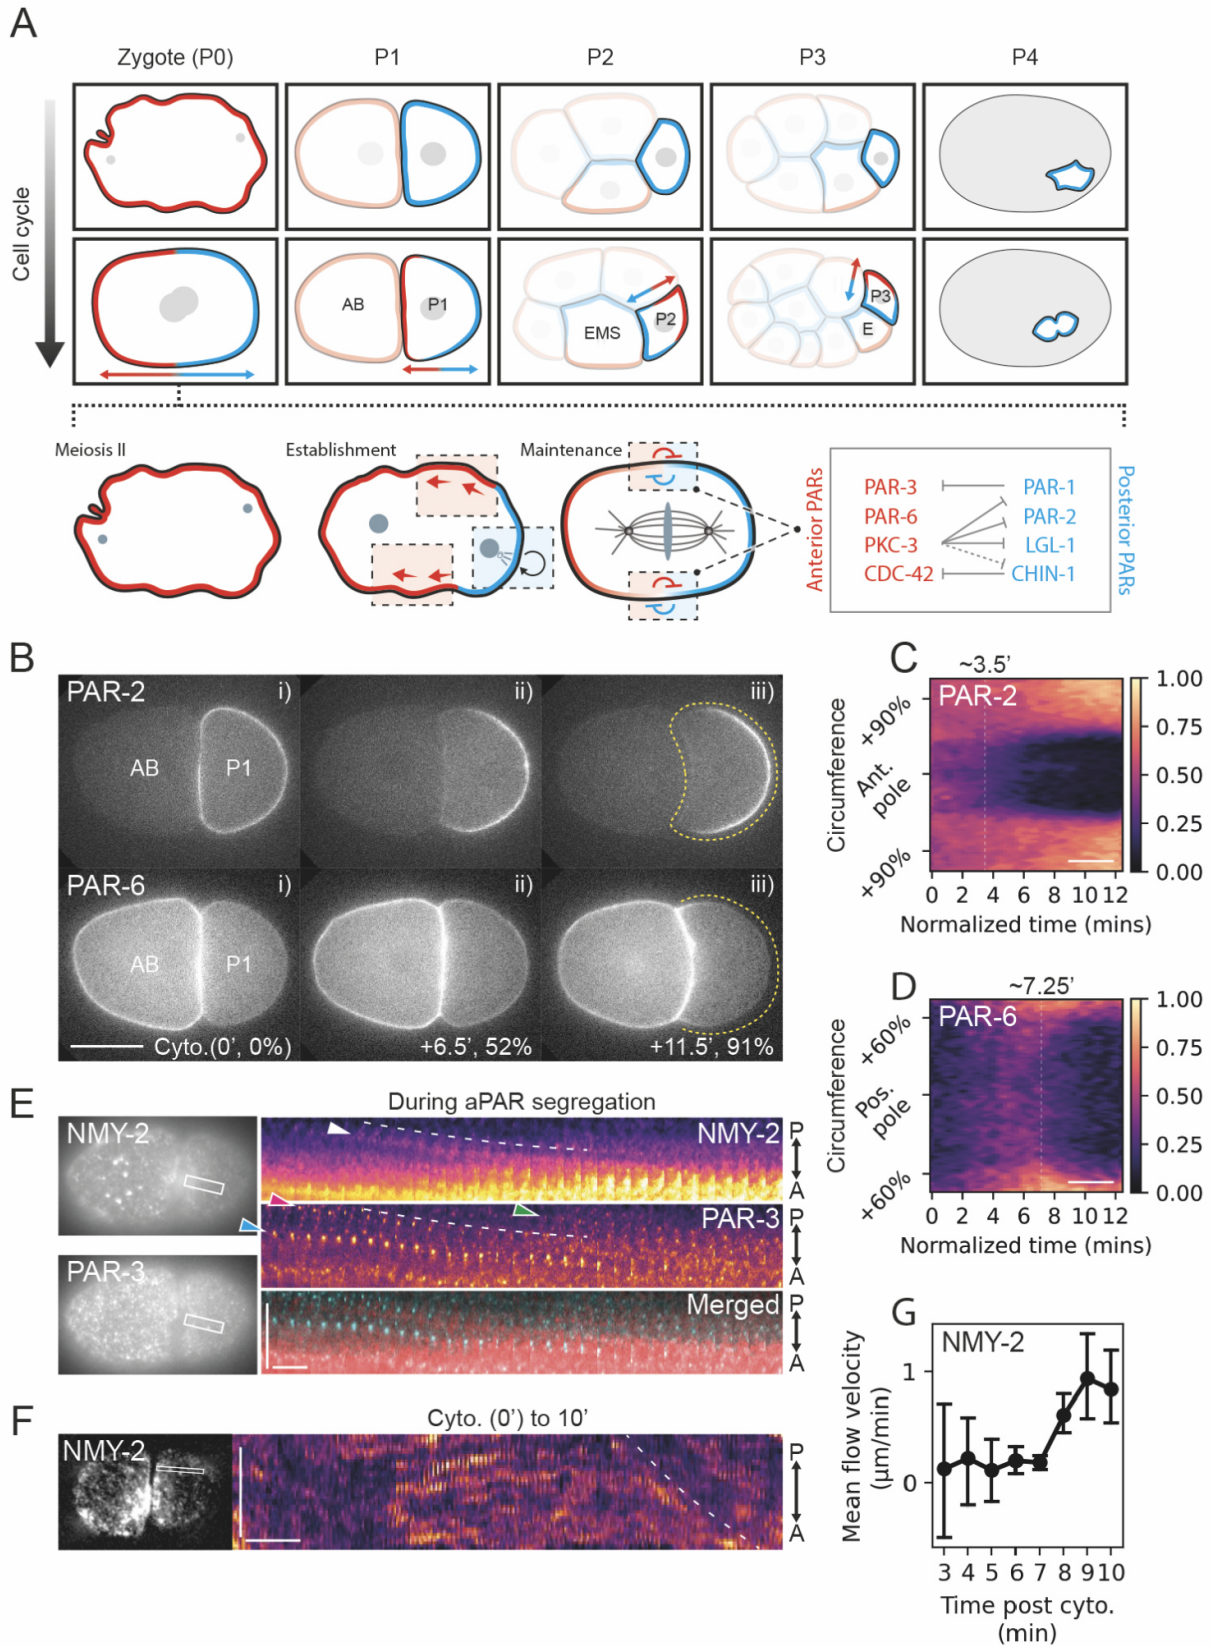 A
Zygote (P0)
P1
P2
P3
P4
Cell cycle
AB
P1
EMS
P2
P3
E
Meiosis II
Establishment
Maintenance
Anterior PARs
PAR-3
PAR-1
PAR-6
PAR-2
PKC-3
LGL-1
CDC-42
CHIN-1
Posterior PARs
B
PAR-2
i)
ii)
iii)
AB
P1
PAR-6
i)
ii)
iii)
AB
P1
Cyto.(0', 0%)
+6.5', 52%
+11.5', 91%
C
~3.5'
PAR-2
Circumference
+90%
Ant. pole
+90%
1.00
0.75
0.50
0.25
0.00
0 2 4 6 8 10 12
Normalized time (mins)
D
~7.25'
PAR-6
Circumference
+60%
Pos. pole
+60%
1.00
0.75
0.50
0.25
0.00
0 2 4 6 8 10 12
Normalized time (mins)
E
During aPAR segregation
NMY-2
NMY-2
P
A
PAR-3
PAR-3
P
A
Merged
P
A
F
Cyto. (0') to 10'
NMY-2
P
A
G
NMY-2
Mean flow velocity
(µm/min)
1
0
3 4 5 6 7 8 9 10
Time post cyto.
(min)